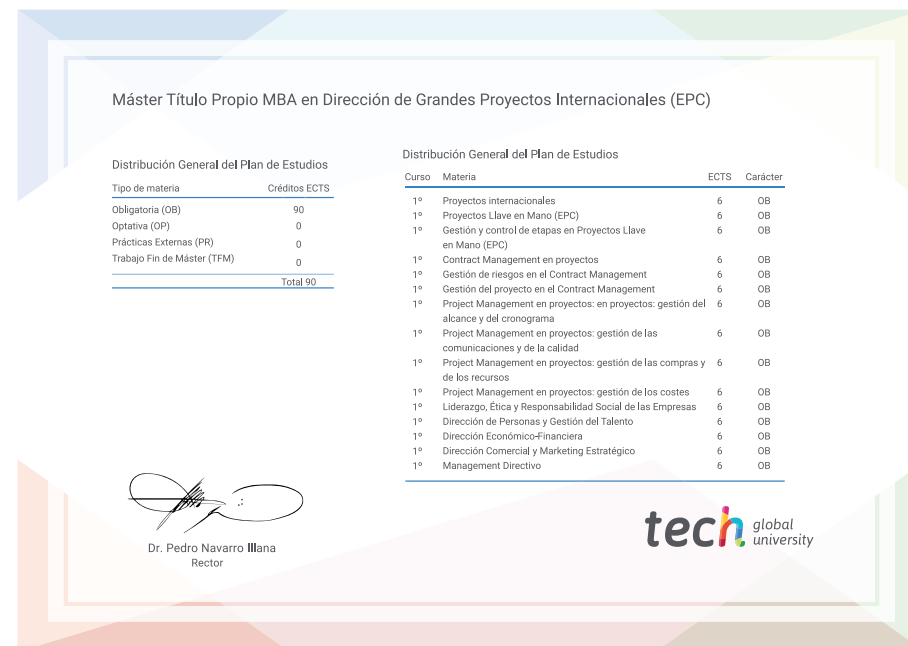 Máster Título Propio MBA en Dirección de Grandes Proyectos Internacionales (EPC)
Distribución General del Plan de Estudios
Tipo de materia Créditos ECTS
Obligatoria (OB) 90
Optativa (OP) 0
Prácticas Externas (PR) 0
Trabajo Fin de Máster (TFM) 0
Total 90
Distribución General del Plan de Estudios
Curso Materia ECTS Carácter
1º Proyectos internacionales 6 OB
1º Proyectos Llave en Mano (EPC) 6 OB
1º Gestión y control de etapas en Proyectos Llave 6 OB
en Mano (EPC)
1º Contract Management en proyectos 6 OB
1º Gestión de riesgos en el Contract Management 6 OB
1º Gestión del proyecto en el Contract Management 6 OB
1º Project Management en proyectos: en proyectos: gestión del 6 OB
alcance y del cronograma
1º Project Management en proyectos: gestión de las 6 OB
comunicaciones y de la calidad
1º Project Management en proyectos: gestión de las compras y 6 OB
de los recursos
1º Project Management en proyectos: gestión de los costes 6 OB
1º Liderazgo, Ética y Responsabilidad Social de las Empresas 6 OB
1º Dirección de Personas y Gestión del Talento 6 OB
1º Dirección Económico-Financiera 6 OB
1º Dirección Comercial y Marketing Estratégico 6 OB
1º Management Directivo 6 OB
Dr. Pedro Navarro Illana
Rector
tech global
university